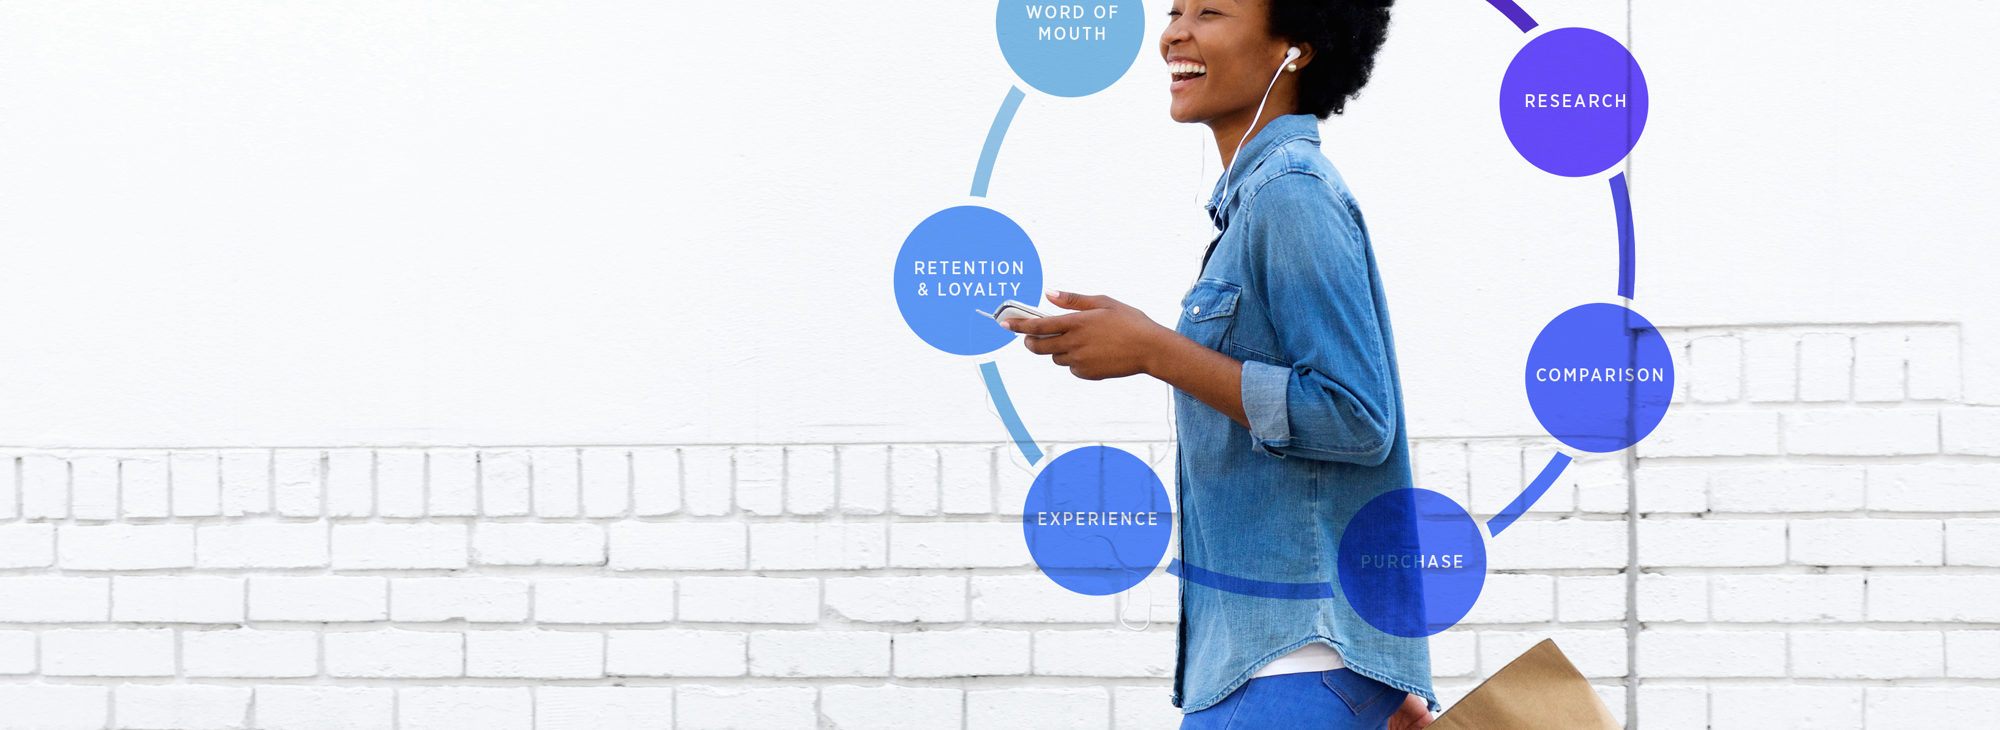 WORD OF
MOUTH
RESEARCH
RETENTION
& LOYALTY
COMPARISON
EXPERIENCE
PURCHASE